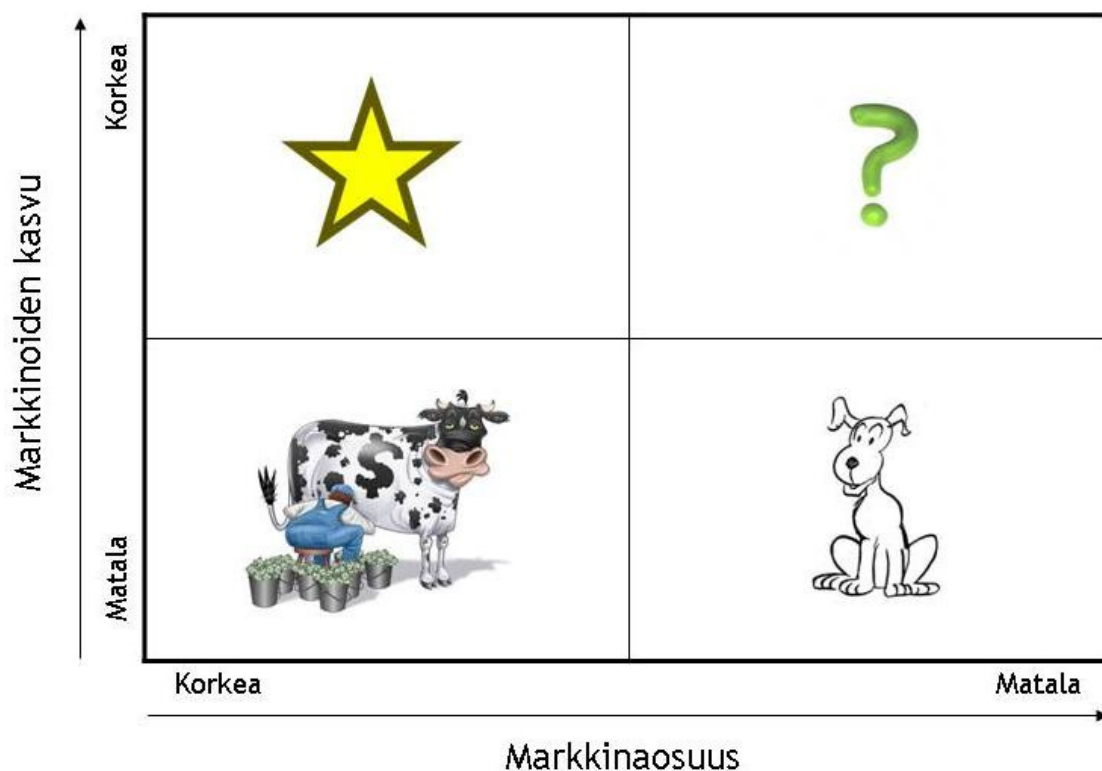 Korkea
Markkinoiden kasvu
?
$
Matala
Korkea
Matala
Markkinaosuus